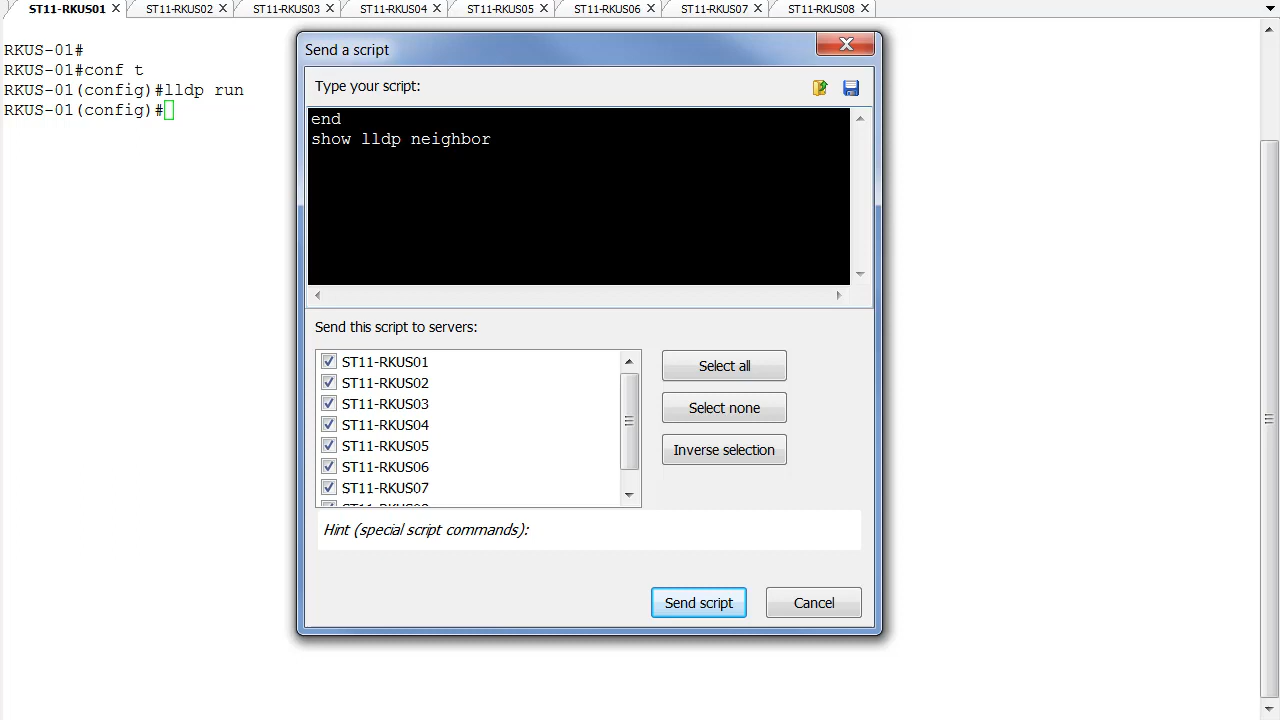 ST11-RKUS01 ST11-RKUS02 ST11-RKUS03 ST11-RKUS04 ST11-RKUS05 ST11-RKUS06 ST11-RKUS07 ST11-RKUS08
RKUS-01#
RKUS-01#conf t
RKUS-01(config)#lldp run
RKUS-01(config)#
Send a script
Type your script:
end
show lldp neighbor
Send this script to servers:
ST11-RKUS01
ST11-RKUS02
ST11-RKUS03
ST11-RKUS04
ST11-RKUS05
ST11-RKUS06
ST11-RKUS07
Select all
Select none
Inverse selection
Hint (special script commands):
Send script Cancel